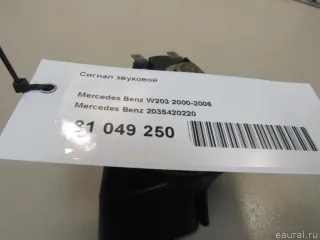 Сигнал звуковой
Mercedes Benz W203 2000-2006
Mercedes Benz 2035420220
81 049 250
eaural.ru